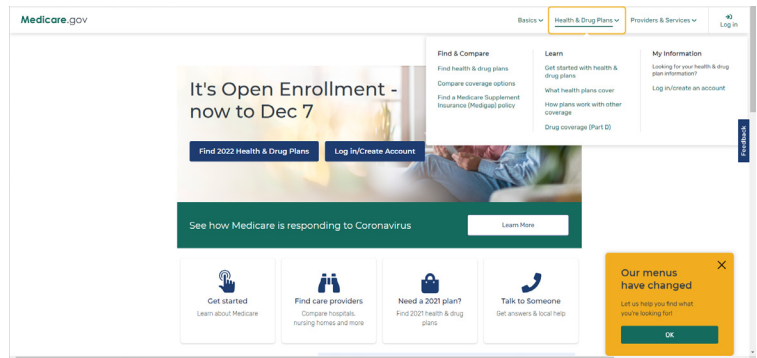 Medicare.gov
Basics
Health & Drug Plans
Providers & Services
Log in
Find & Compare
Find health & drug plans
Compare coverage options
Find a Medicare Supplement
Insurance (Medigap) policy
Learn
Get started with health &
drug plans
What health plans cover
How plans work with other
coverage
Drug coverage (Part D)
My Information
Looking for your health & drug
plan information?
Log in/create an account
Feedback
It's Open Enrollment -
now to Dec 7
Find 2022 Health & Drug Plans
Log in/Create Account
See how Medicare is responding to Coronavirus
Learn More
Get started
Learn about Medicare
Find care providers
Compare hospitals,
nursing homes and more
Need a 2021 plan?
Find 2021 health & drug
plans
Talk to Someone
Get answers & local help
Our menus
have changed
Let us help you find what
you're looking for!
OK